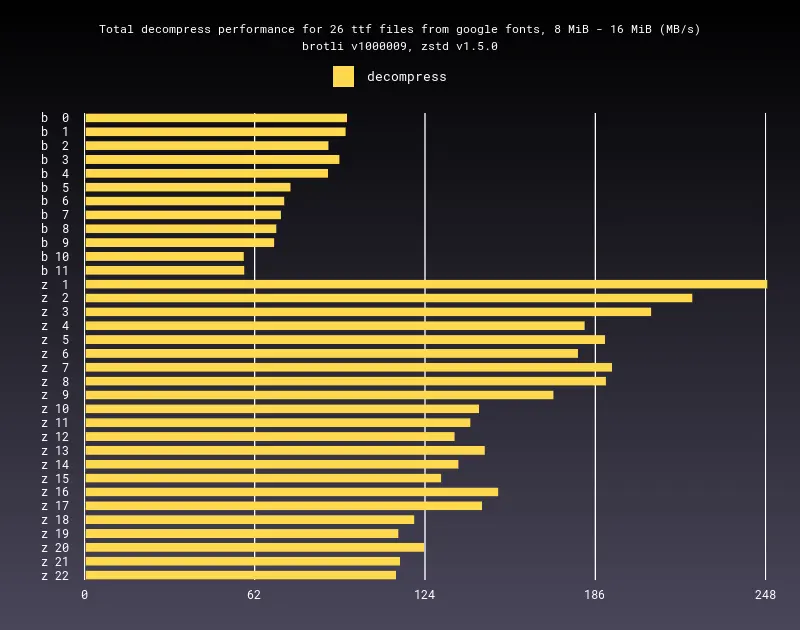 Total decompress performance for 26 ttf files from google fonts, 8 MiB - 16 MiB (MB/s)
brotli v1000009, zstd v1.5.0
decompress
b 0
b 1
b 2
b 3
b 4
b 5
b 6
b 7
b 8
b 9
b 10
b 11
z 1
z 2
z 3
z 4
z 5
z 6
z 7
z 8
z 9
z 10
z 11
z 12
z 13
z 14
z 15
z 16
z 17
z 18
z 19
z 20
z 21
z 22
0 62 124 186 248